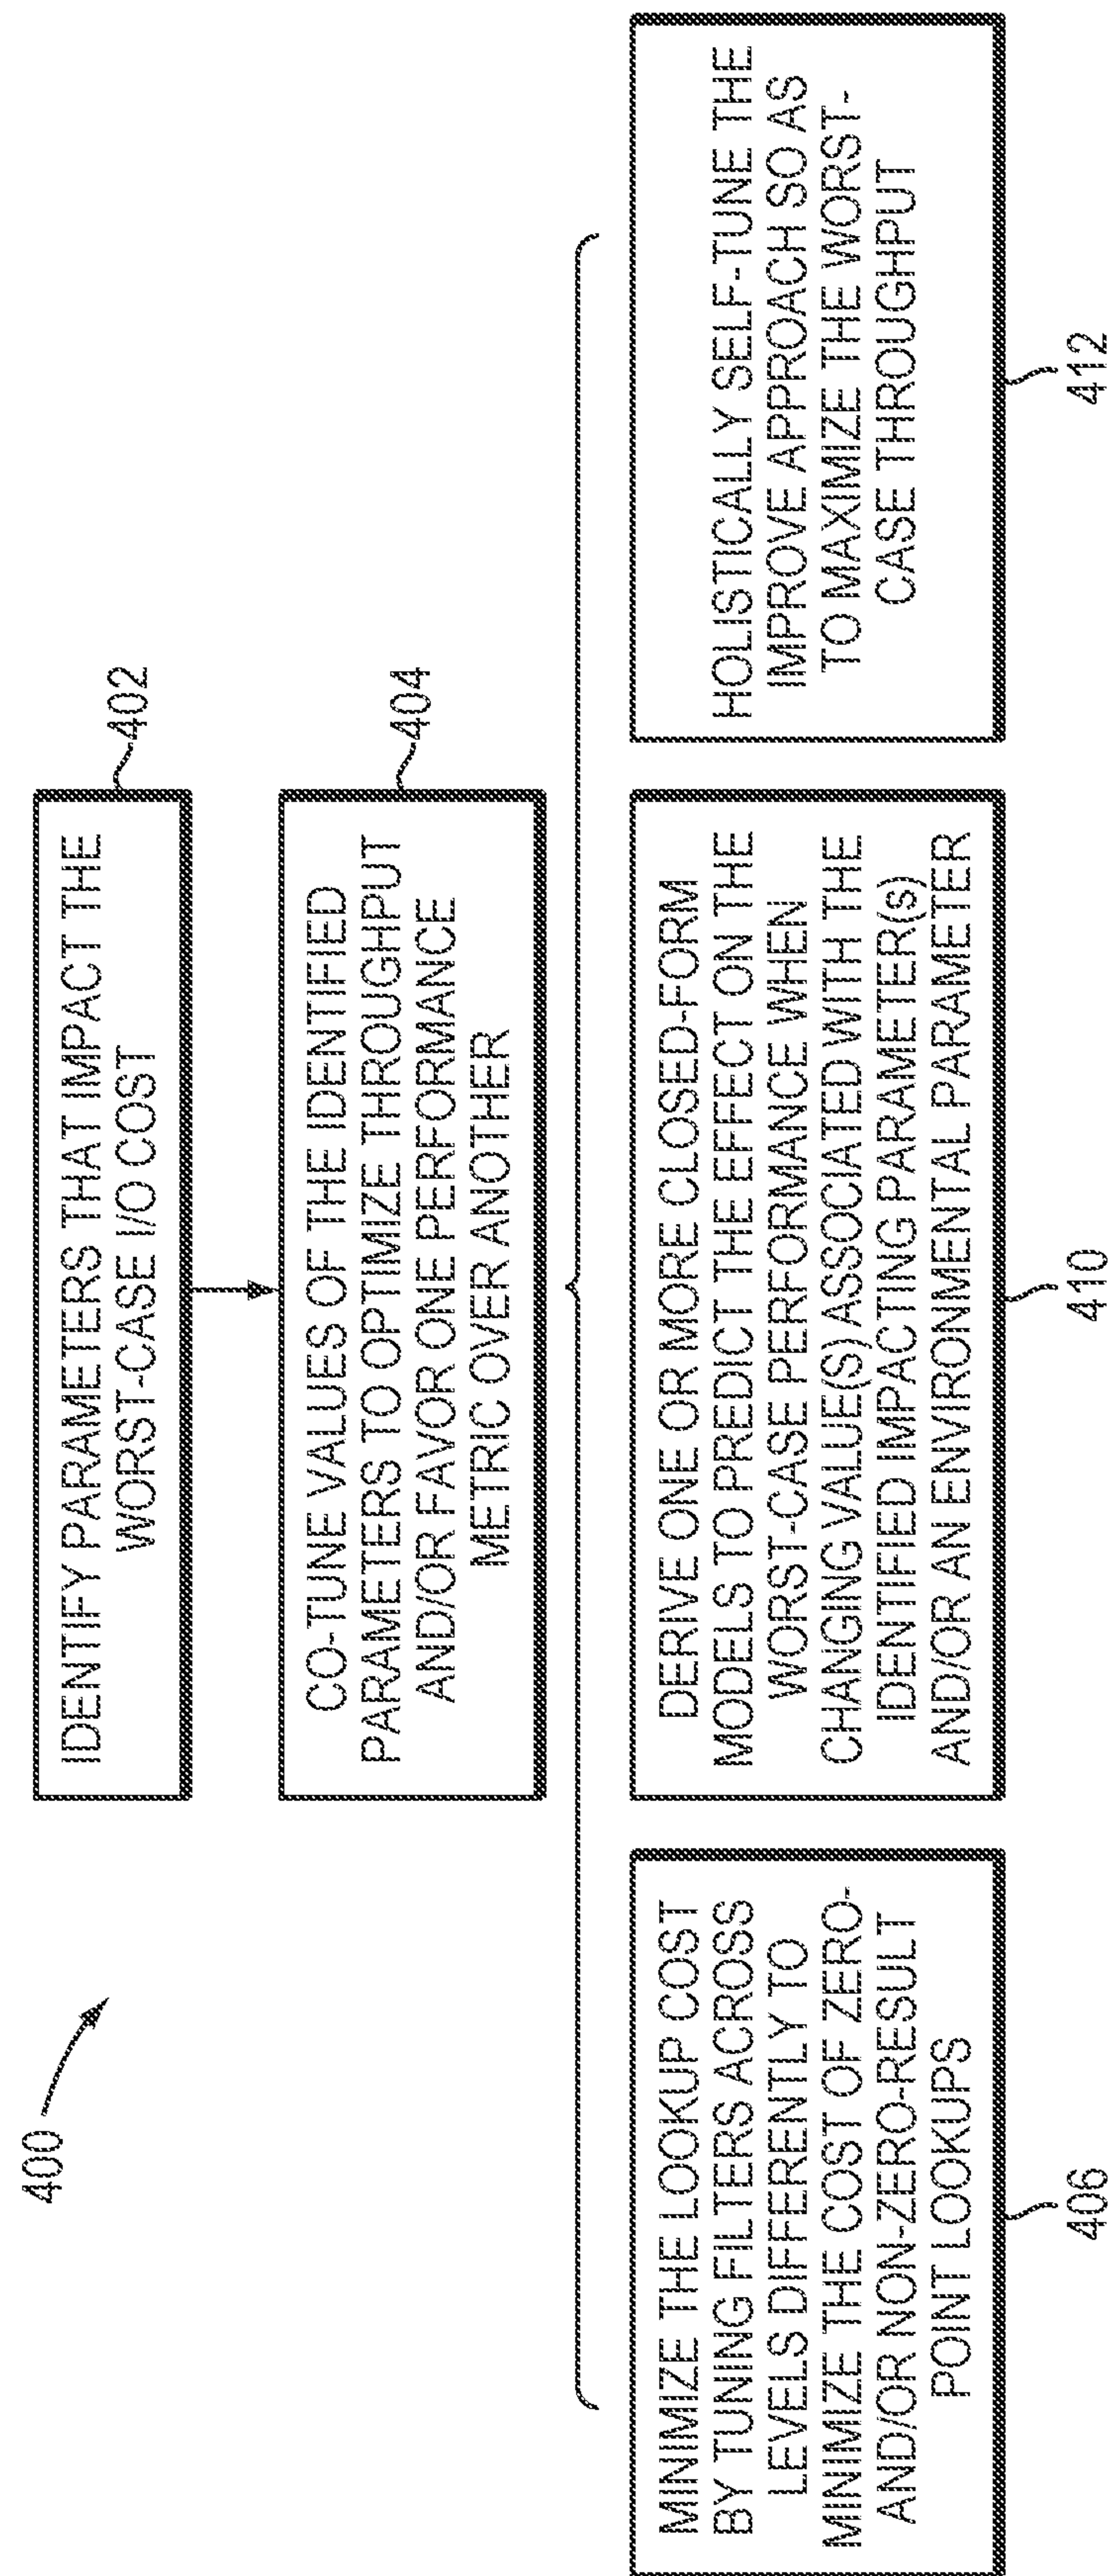 400
IDENTIFY PARAMETERS THAT IMPACT THE
WORST-CASE I/O COST
402
CO-TUNE VALUES OF THE IDENTIFIED
PARAMETERS TO OPTIMIZE THROUGHPUT
AND/OR FAVOR ONE PERFORMANCE
METRIC OVER ANOTHER
404
MINIMIZE THE LOOKUP COST
BY TUNING FILTERS ACROSS
LEVELS DIFFERENTLY TO
MINIMIZE THE COST OF ZERO-
AND/OR NON-ZERO-RESULT
POINT LOOKUPS
406
DERIVE ONE OR MORE CLOSED-FORM
MODELS TO PREDICT THE EFFECT ON THE
WORST-CASE PERFORMANCE WHEN
CHANGING VALUE(S) ASSOCIATED WITH THE
IDENTIFIED IMPACTING PARAMETER(s)
AND/OR AN ENVIRONMENTAL PARAMETER
410
HOLISTICALLY SELF-TUNE THE
IMPROVE APPROACH SO AS
TO MAXIMIZE THE WORST-
CASE THROUGHPUT
412